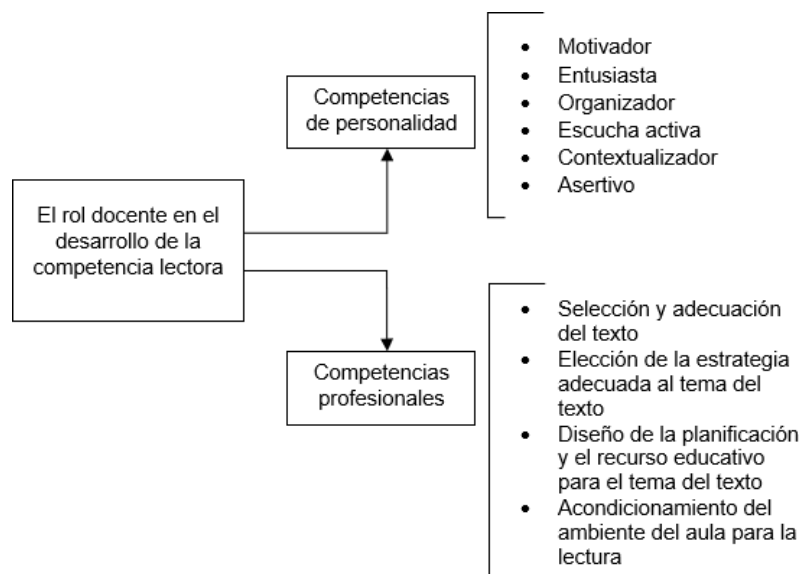 El rol docente en el
desarrollo de la
competencia lectora
Competencias
de personalidad
• Motivador
• Entusiasta
• Organizador
• Escucha activa
• Contextualizador
• Asertivo
Competencias
profesionales
• Selección y adecuación
del texto
• Elección de la estrategia
adecuada al tema del
texto
• Diseño de la planificación
y el recurso educativo
para el tema del texto
• Acondicionamiento del
ambiente del aula para la
lectura